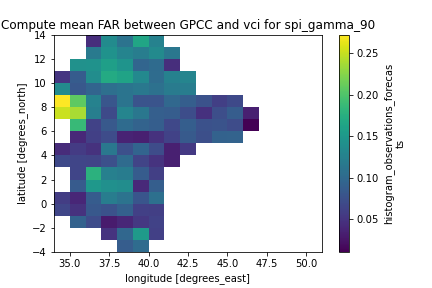 Compute mean FAR between GPCC and vci for spi_gamma_90
14
12
10
8
6
4
2
0
−2
−4
latitude [degrees_north]
35.0 37.5 40.0 42.5 45.0 47.5 50.0
longitude [degrees_east]
0.25
0.20
0.15
0.10
0.05
histogram_observations_forecas
ts